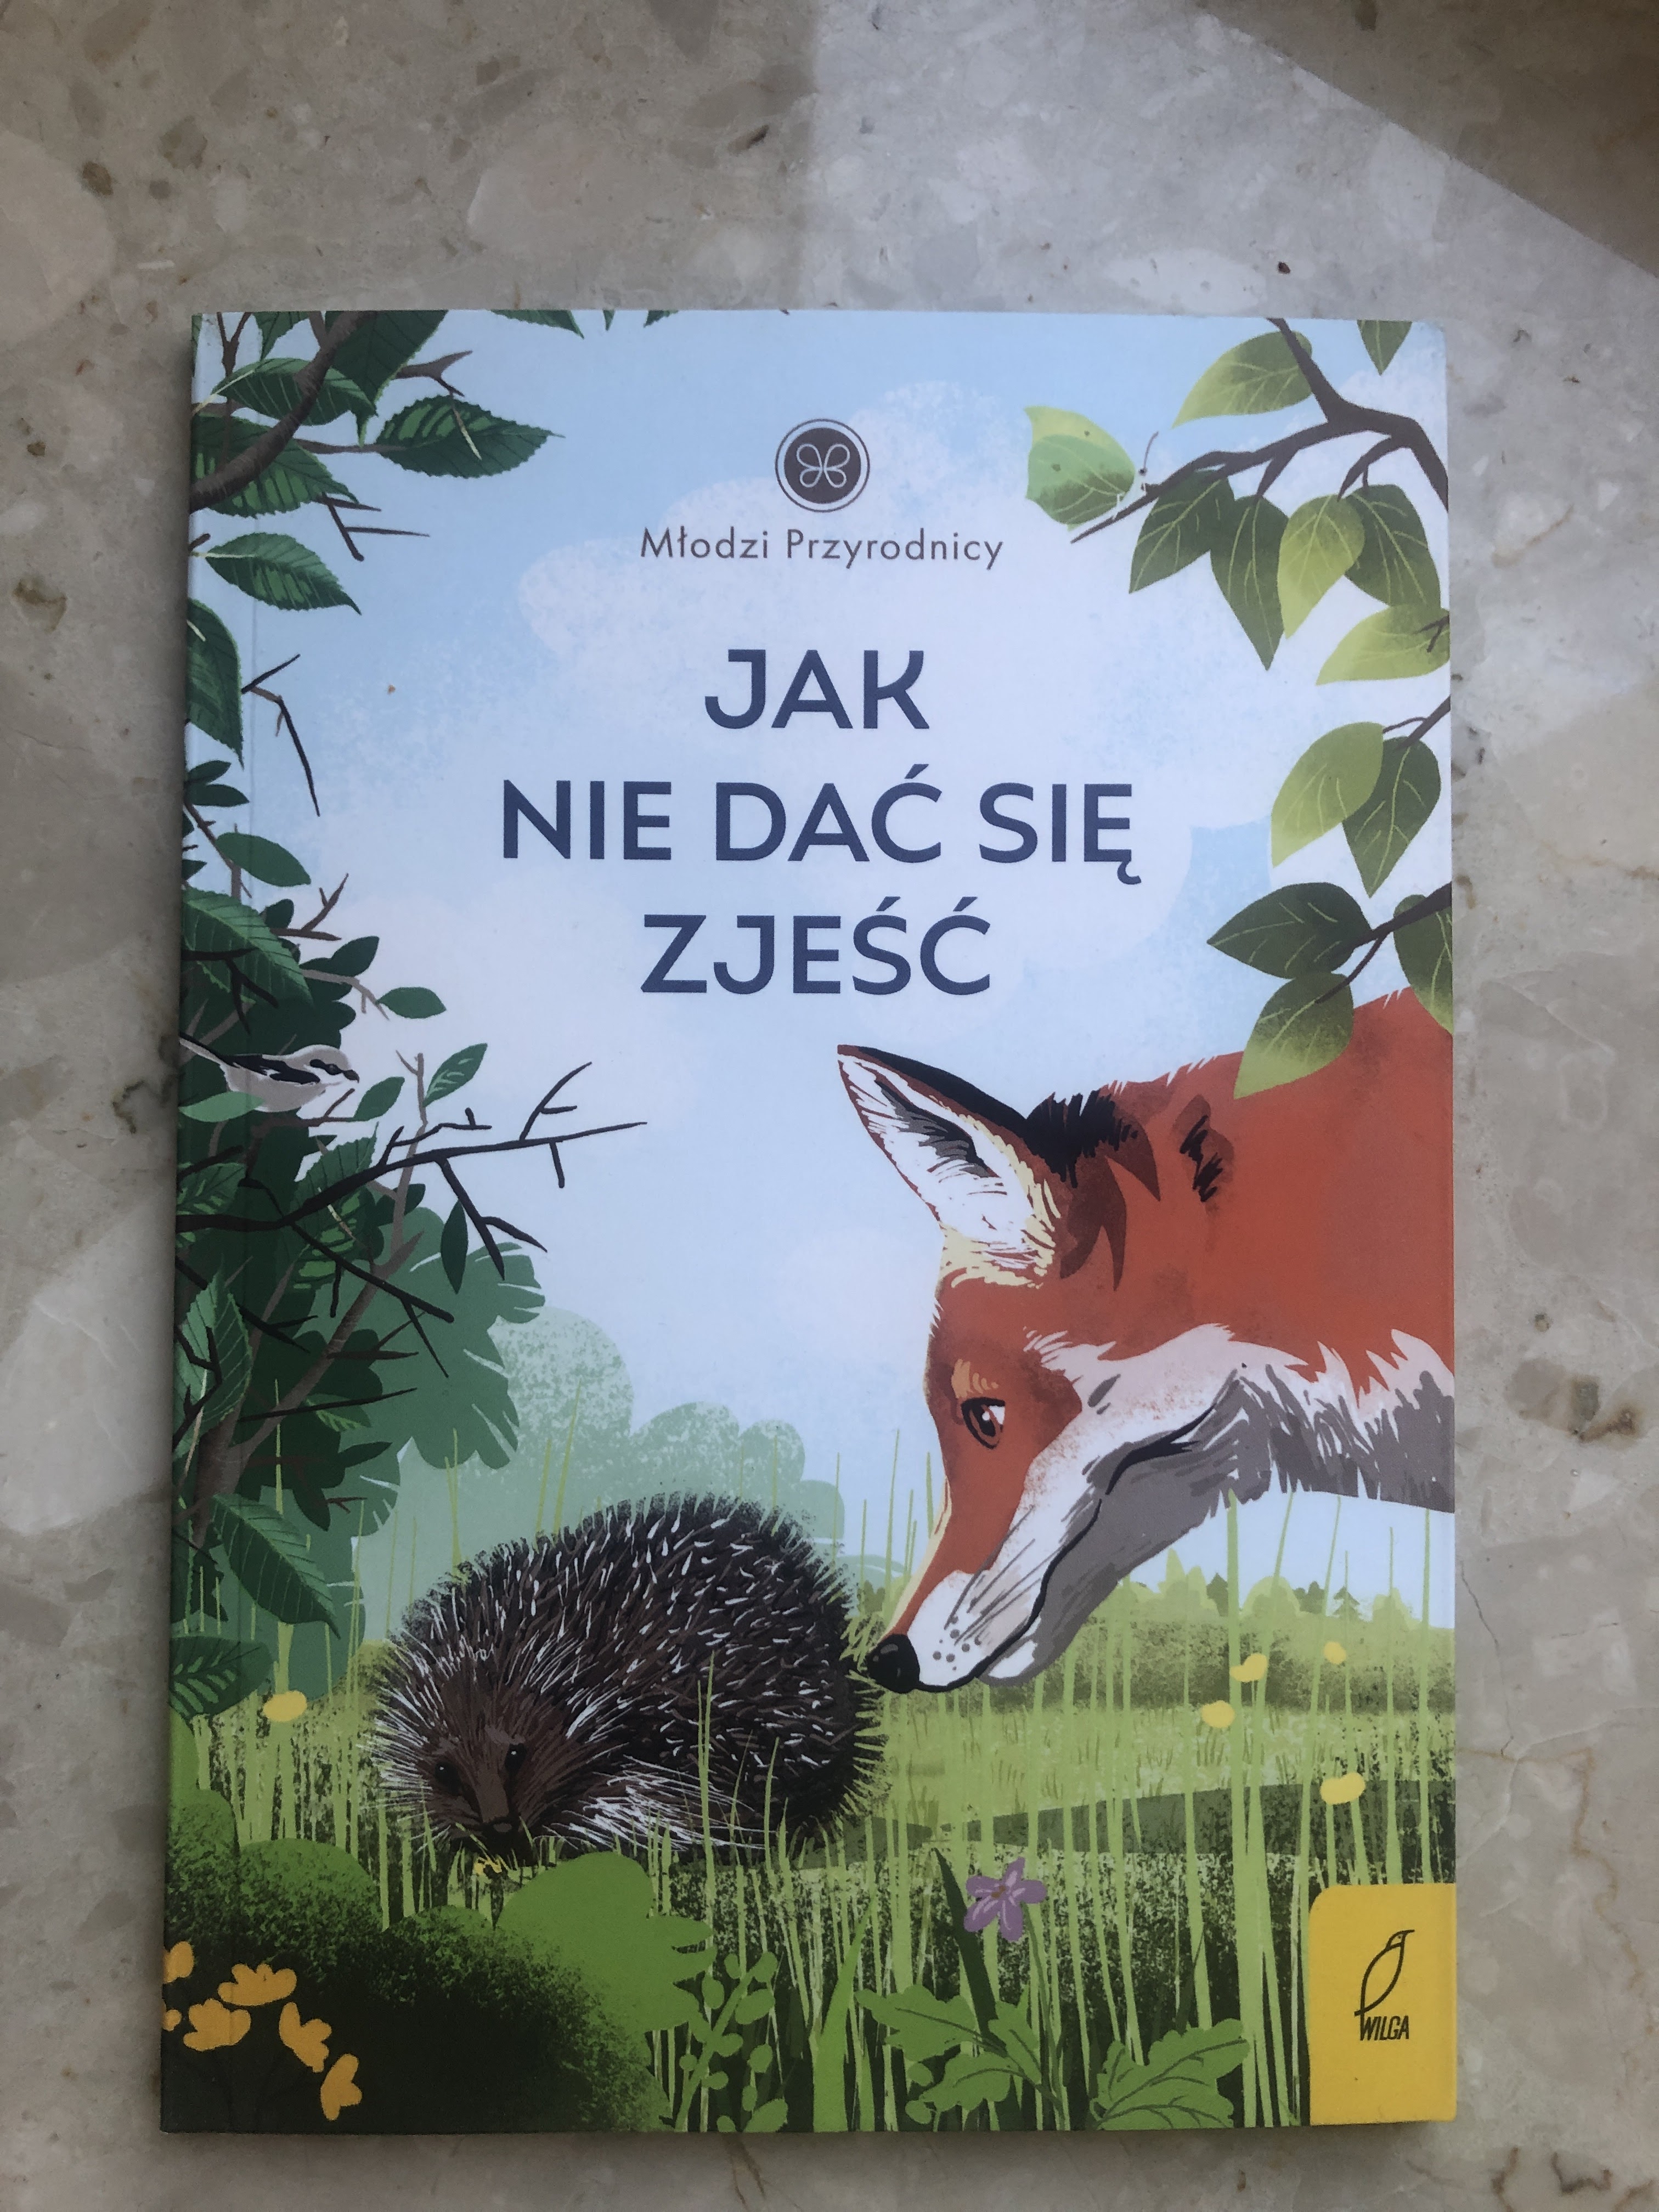 Młodzi Przyrodnicy
JAK
NIE DAĆ SIĘ
ZJEŚĆ
WILGA